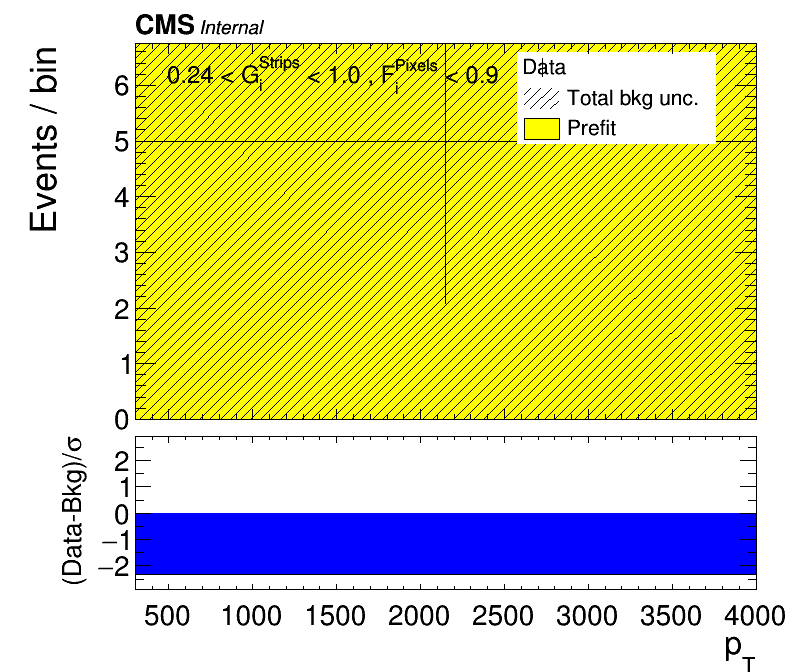 CMS Internal
Events / bin
0.24 < G_i^Strips < 1.0 , F_i^Pixels < 0.9
Data
Total bkg unc.
Prefit
6
5
4
3
2
1
0
(Data-Bkg)/σ
2
1
0
−1
−2
500 1000 1500 2000 2500 3000 3500 4000
p_T